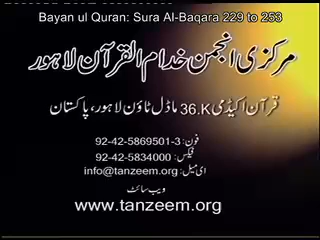 Bayan ul Quran: Sura Al-Baqara 229 to 253
مرکزی انجمن خدام القرآن لاہور
قرآن اکیڈمی 36.K ماڈل ٹاؤن لاہور، پاکستان
فون: 92-42-5869501-3
فیکس: 92-42-5834000
ای میل: info@tanzeem.org
ویب سائٹ
www.tanzeem.org